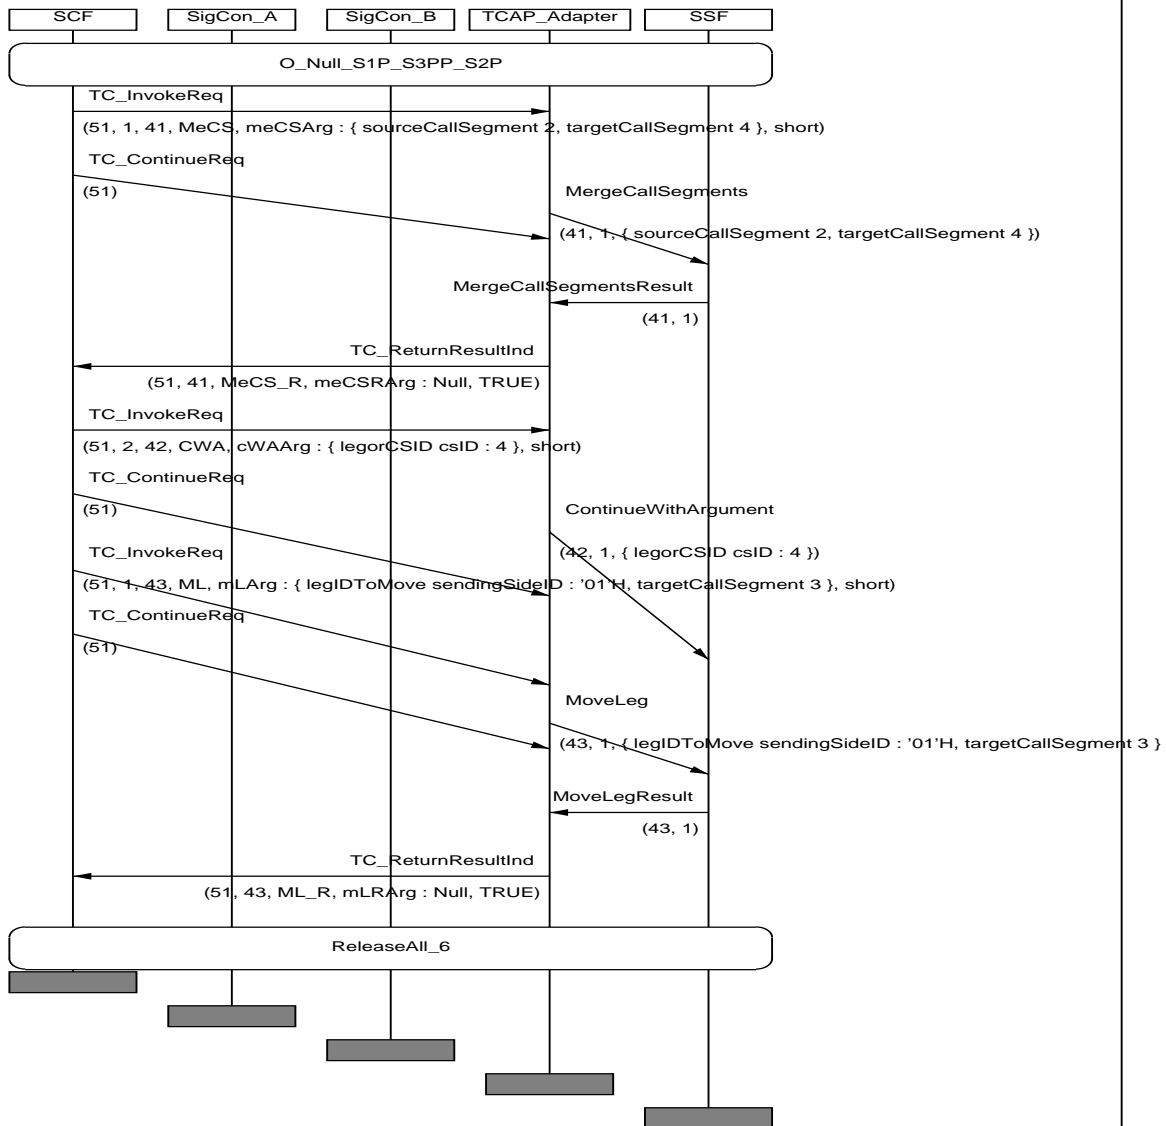 SCF SigCon_A SigCon_B TCAP_Adapter SSF
O_Null_S1P_S3PP_S2P
TC_InvokeReq
(51, 1, 41, MeCS, meCSArg : { sourceCallSegment 2, targetCallSegment 4 }, short)
TC_ContinueReq
(51)
MergeCallSegments
(41, 1, { sourceCallSegment 2, targetCallSegment 4 })
MergeCallSegmentsResult
(41, 1)
TC_ReturnResultInd
(51, 41, MeCS_R, meCSRArg : Null, TRUE)
TC_InvokeReq
(51, 2, 42, CWA, cWAArg : { legorCSID csID : 4 }, short)
TC_ContinueReq
(51)
ContinueWithArgument
(42, 1, { legorCSID csID : 4 })
TC_InvokeReq
(51, 1, 43, ML, mLArg : { legIDToMove sendingSideID : '01'H, targetCallSegment 3 }, short)
TC_ContinueReq
(51)
MoveLeg
(43, 1, { legIDToMove sendingSideID : '01'H, targetCallSegment 3 }
MoveLegResult
(43, 1)
TC_ReturnResultInd
(51, 43, ML_R, mLRArg : Null, TRUE)
ReleaseAll_6